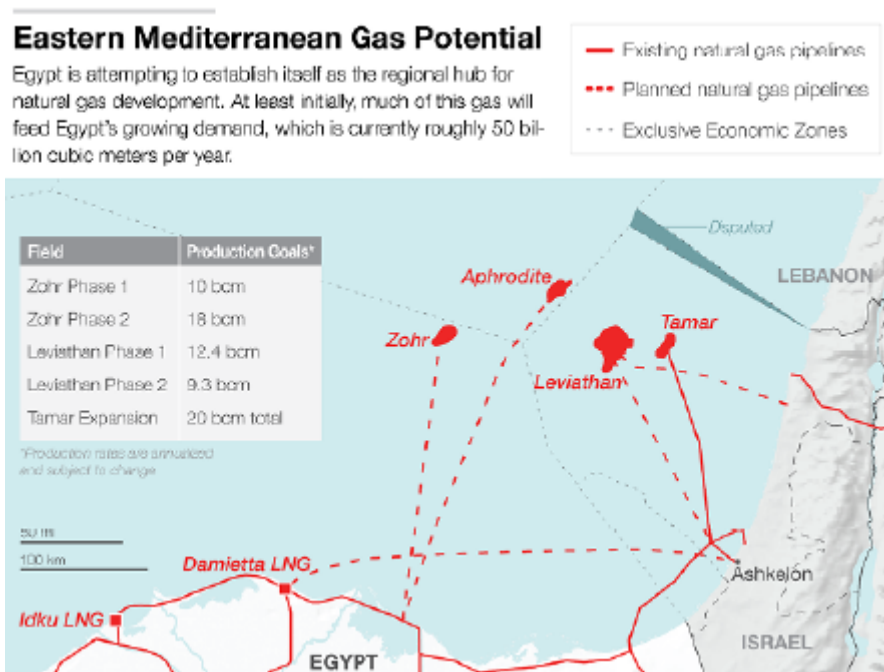 Eastern Mediterranean Gas Potential
Egypt is attempting to establish itself as the regional hub for
natural gas development. At least initially, much of this gas will
feed Egypt's growing demand, which is currently roughly 50 bil-
lion cubic meters per year.
Existing natural gas pipelines
Planned natural gas pipelines
Exclusive Economic Zones
Field Production Goals*
Zohr Phase 1 10 bcm
Zohr Phase 2 18 bcm
Leviathan Phase 1 12.4 bcm
Leviathan Phase 2 9.3 bcm
Tamar Expansion 20 bcm total
*Production rates are annualized
and subject to change
50 mi
100 km
Disputed
LEBANON
Aphrodite
Zohr
Tamar
Leviathan
Damietta LNG
Idku LNG
Ashkelon
EGYPT
ISRAEL